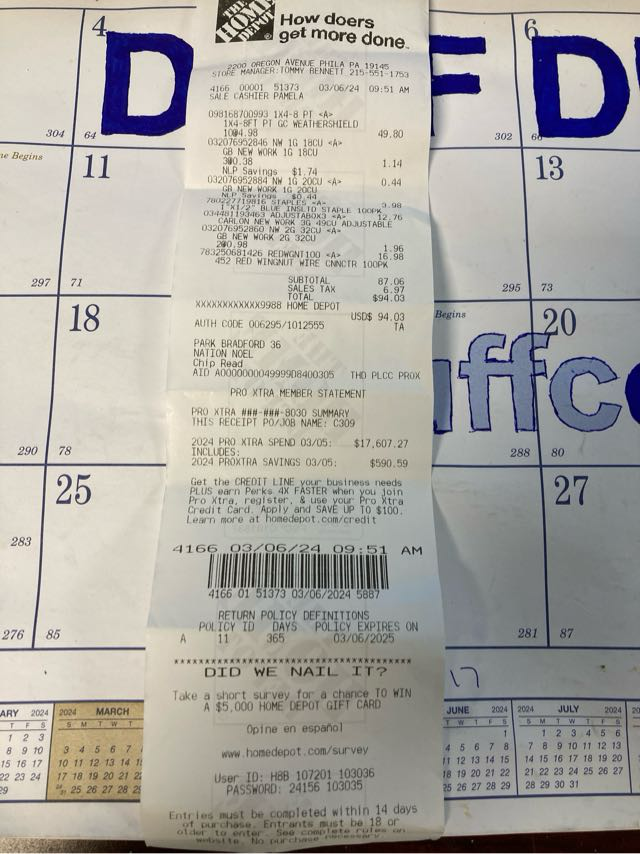 THE HOME DEPOT
How doers
get more done.
2200 OREGON AVENUE PHILA PA 19145
STORE MANAGER:TOMMY BENNETT 215-551-1753
4166 00001 51373 03/06/24 09:51 AM
SALE CASHIER PAMELA
098168700993 1X4-8 PT <A>
1X4-8FT PT GC WEATHERSHIELD
10@4.98 49.80
032076952846 NW 1G 18CU <A>
GB NEW WORK 1G 18CU
3@0.38 1.14
NLP Savings $1.74
032076952884 NW 1G 20CU <A> 0.44
GB NEW WORK 1G 20CU
NLP Savings $0.44
780227719816 STAPLES <A> 3.98
1"X1/2" BLUE INSLTD STAPLE 100PK
034481193463 ADJUSTABOX3 <A> 12.76
CARLON NEW WORK 3G 49CU ADJUSTABLE
032076952860 NW 2G 32CU <A>
GB NEW WORK 2G 32CU
2@0.98 1.96
783250681426 REDWGNT100 <A> 16.98
452 RED WINGNUT WIRE CNNCTR 100PK
SUBTOTAL 87.06
SALES TAX 6.97
TOTAL $94.03
XXXXXXXXXXXX9988 HOME DEPOT
USD$ 94.03
AUTH CODE 006295/1012555 TA
PARK BRADFORD 36
NATION NOEL
Chip Read
AID A0000000049999D8400305 THD PLCC PROX
PRO XTRA MEMBER STATEMENT
PRO XTRA ###-###-8030 SUMMARY
THIS RECEIPT PO/JOB NAME: C309
2024 PRO XTRA SPEND 03/05: $17,607.27
INCLUDES:
2024 PROXTRA SAVINGS 03/05: $590.59
Get the CREDIT LINE your business needs
PLUS earn Perks 4X FASTER when you join
Pro Xtra, register, & use your Pro Xtra
Credit Card. Apply and SAVE UP TO $100.
Learn more at homedepot.com/credit
4166 03/06/24 09:51 AM
4166 01 51373 03/06/2024 5887
RETURN POLICY DEFINITIONS
POLICY ID DAYS POLICY EXPIRES ON
A 11 365 03/06/2025
DID WE NAIL IT?
Take a short survey for a chance TO WIN
A $5,000 HOME DEPOT GIFT CARD
Opine en español
www.homedepot.com/survey
User ID: H8B 107201 103036
PASSWORD: 24156 103035
Entries must be completed within 14 days
of purchase. Entrants must be 18 or
older to enter. See complete rules on
website. No purchase necessary.
4
6
304 64 302 66
ne Begins
11
13
297 71 295 73
18
Begins
20
290 78 288 80
25
27
283
276 85 281 87
17
ARY 2024
2024 MARCH
JUNE 2024
2024 JULY